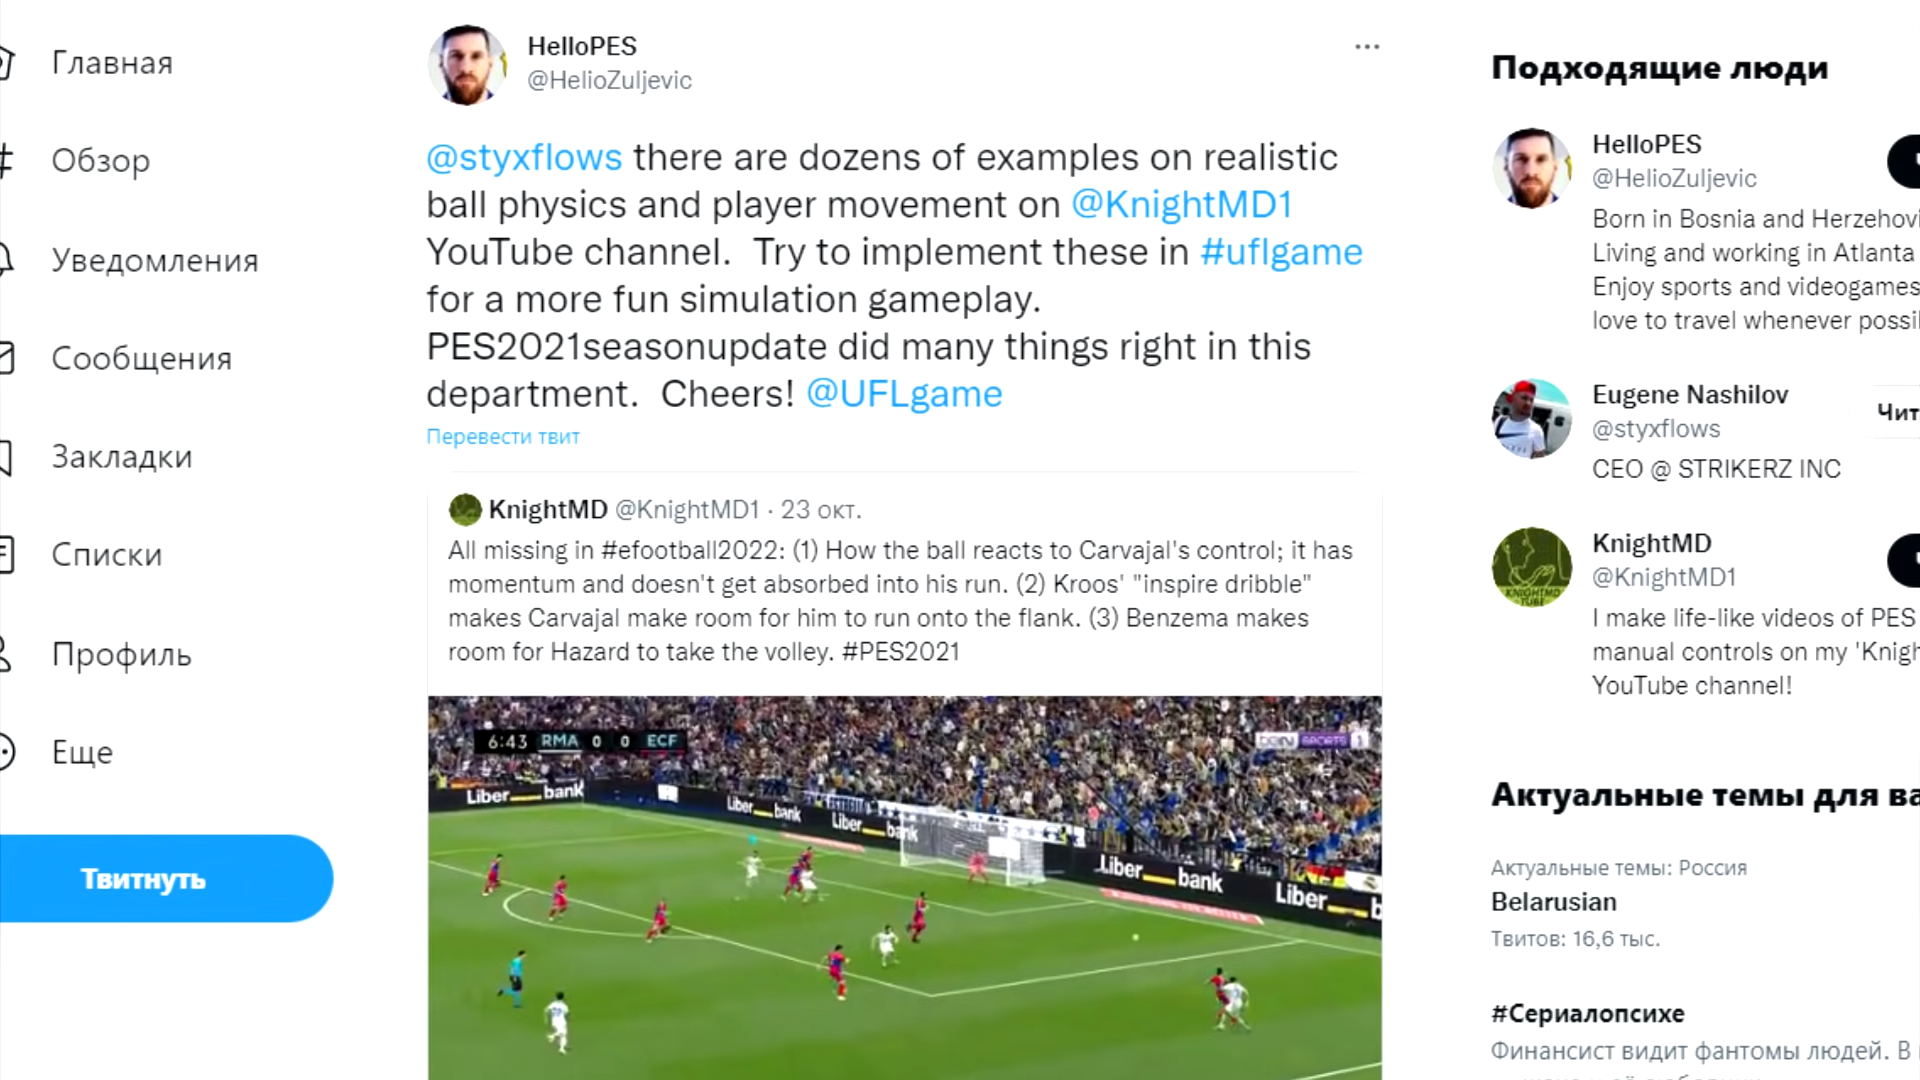 Главная
Обзор
Уведомления
Сообщения
Закладки
Списки
Профиль
Еще
Твитнуть
HelloPES
@HelioZuljevic
@styxflows there are dozens of examples on realistic
ball physics and player movement on @KnightMD1
YouTube channel.  Try to implement these in #uflgame
for a more fun simulation gameplay.
PES2021seasonupdate did many things right in this
department.  Cheers! @UFLgame
Перевести твит
KnightMD @KnightMD1 · 23 окт.
All missing in #efootball2022: (1) How the ball reacts to Carvajal's control; it has
momentum and doesn't get absorbed into his run. (2) Kroos' "inspire dribble"
makes Carvajal make room for him to run onto the flank. (3) Benzema makes
room for Hazard to take the volley. #PES2021
6:43 RMA 0 0 ECF
beIN SPORTS 1
Liber bank
Liber bank
Liber bank
Liber bank
Liber b
Подходящие люди
HelloPES
@HelioZuljevic
Born in Bosnia and Herzehovi
Living and working in Atlanta
Enjoy sports and videogames
love to travel whenever possi
Eugene Nashilov
@styxflows
Чит
CEO @ STRIKERZ INC
KNIGHTMD
TUBE
KnightMD
@KnightMD1
I make life-like videos of PES
manual controls on my 'Knigh
YouTube channel!
Актуальные темы для ва
Актуальные темы: Россия
Belarusian
Твитов: 16,6 тыс.
#Сериалопсихе
Финансист видит фантомы людей. В